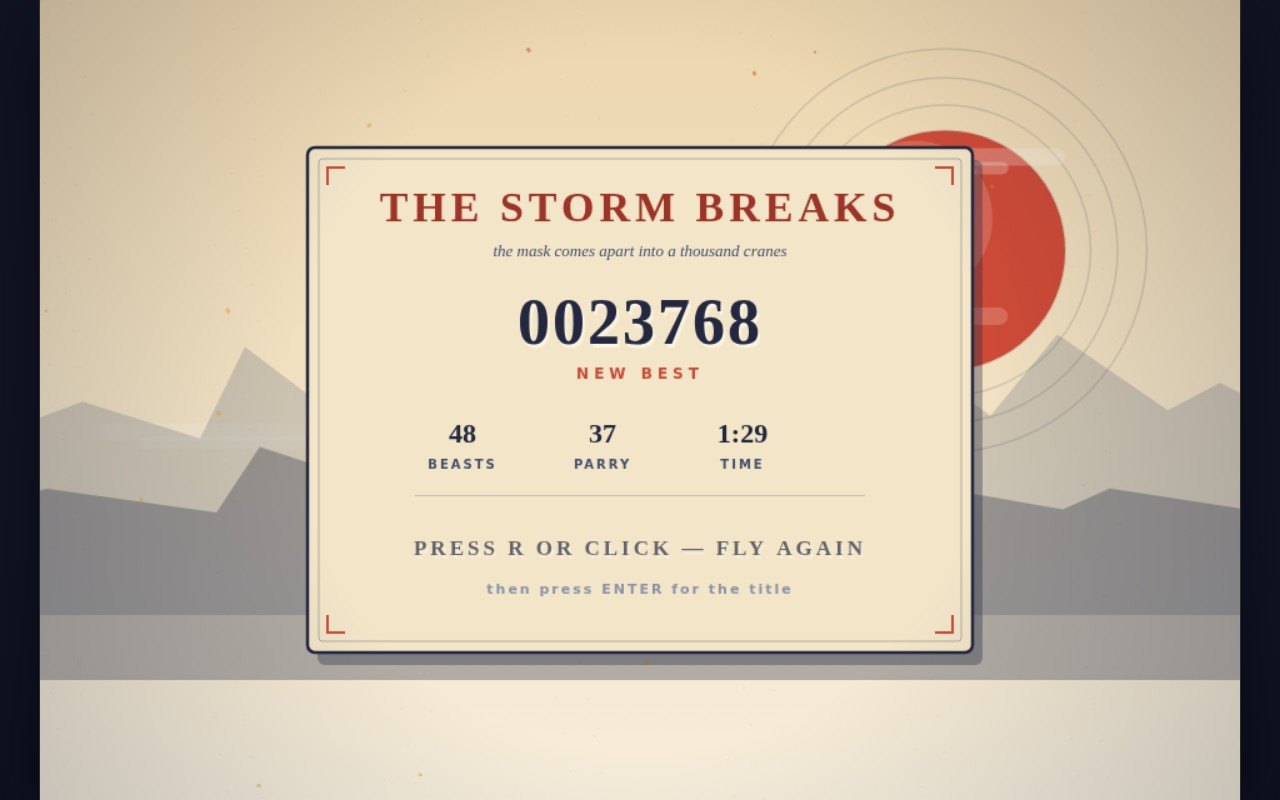 THE STORM BREAKS
the mask comes apart into a thousand cranes
0023768
NEW BEST
48 37 1:29
BEASTS PARRY TIME
PRESS R OR CLICK — FLY AGAIN
then press ENTER for the title